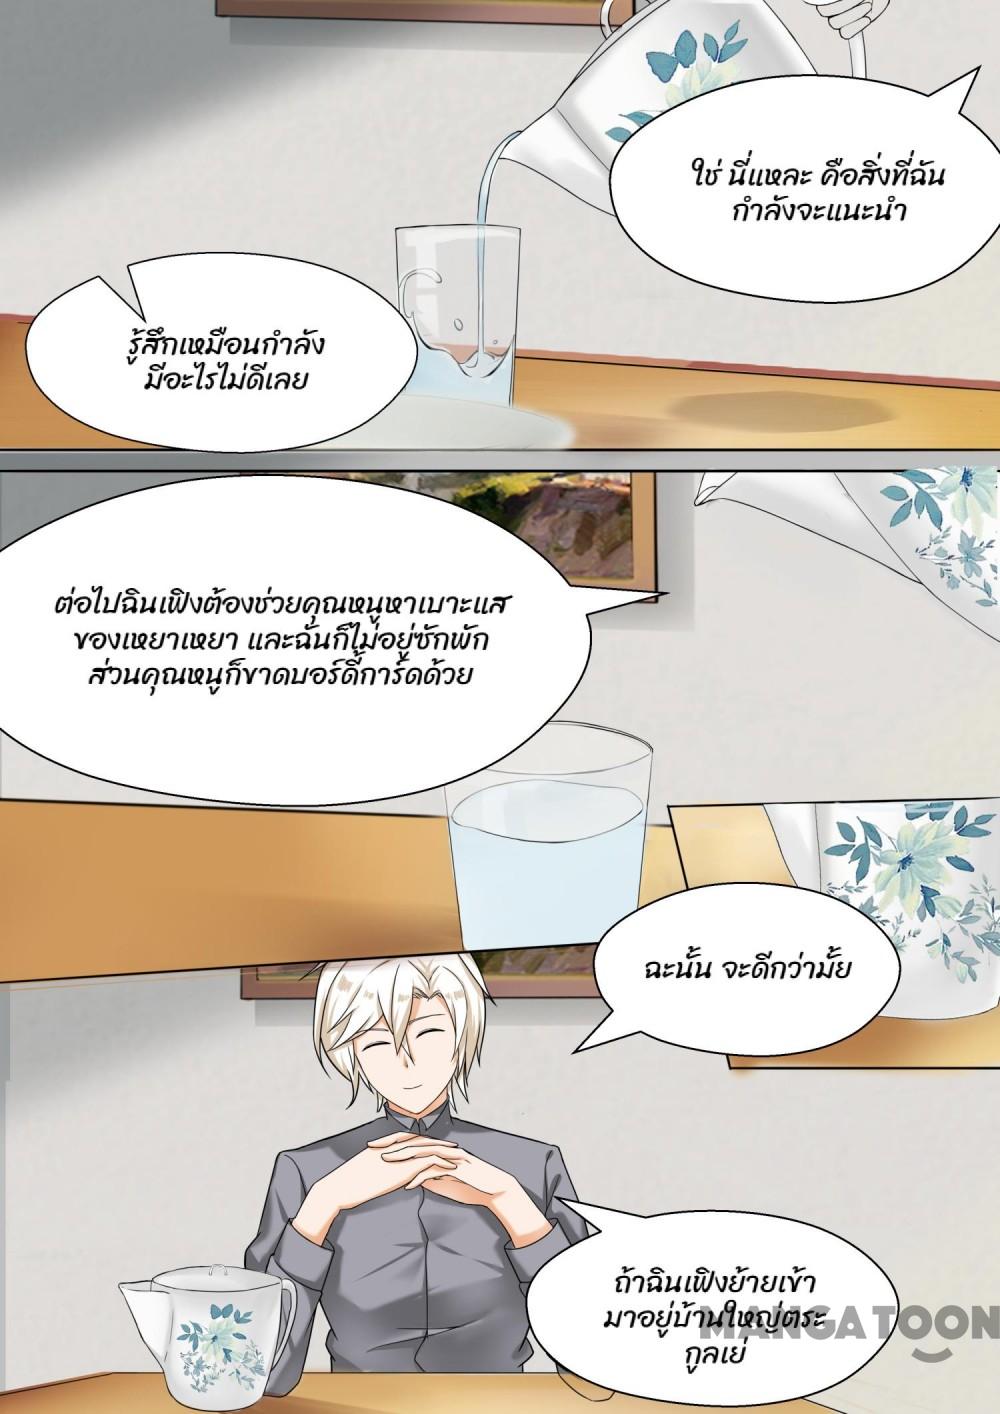 ใช่ นี่แหละ คือสิ่งที่ฉัน
กำลังจะแนะนำ
รู้สึกเหมือนกำลัง
มีอะไรไม่ดีเลย
ต่อไปฉินเฟิงต้องช่วยคุณหนูหาเบาะแส
ของเหยาเหยา และฉันก็ไม่อยู่ซักพัก
ส่วนคุณหนูก็ขาดบอร์ดี้การ์ดด้วย
ฉะนั้น จะดีกว่ามั้ย
ถ้าฉินเฟิงย้ายเข้า
มาอยู่บ้านใหญ่ตระ
กูลเย่
MANGATOON